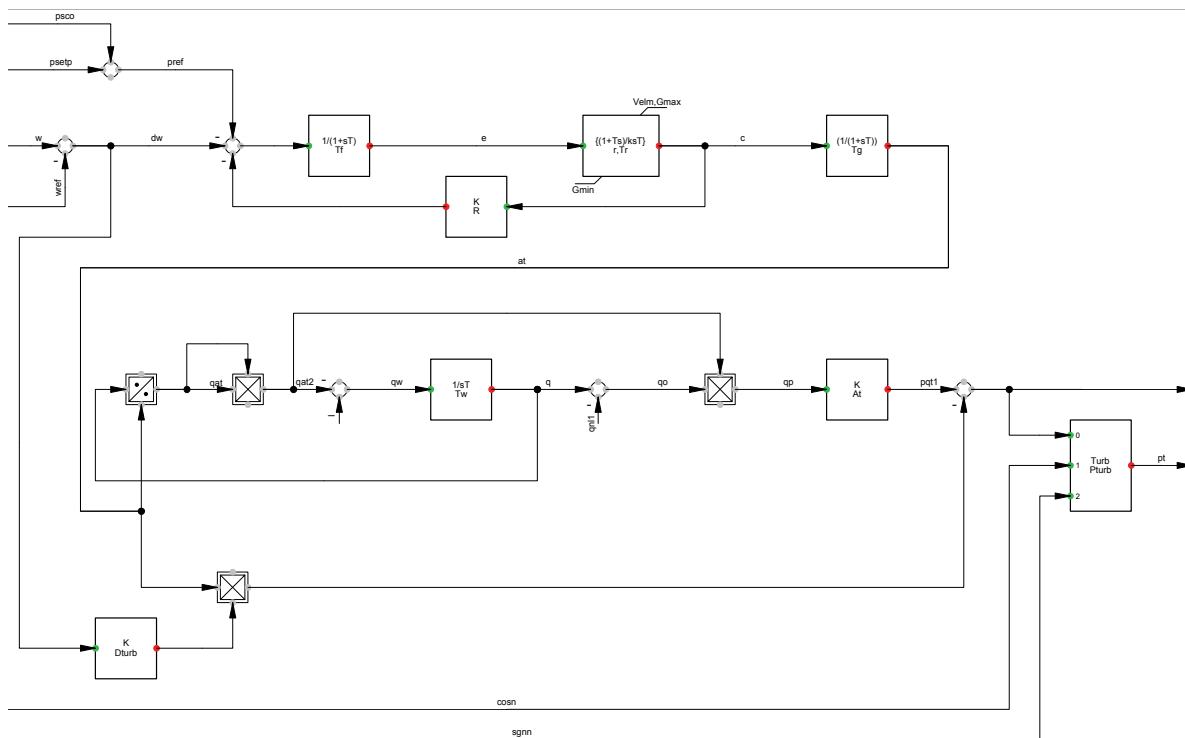 psco
psetp
pref
w
dw
wref
-
-
-
1/(1+sT)
Tf
e
Velm,Gmax
{(1+Ts)/ksT}
r,Tr
Gmin
c
(1/(1+sT))
Tg
K
R
at
qat
qat2
-
qw
1/sT
Tw
q
-
qnl1
qo
qp
K
At
pqt1
-
0
1
2
Turb
Pturb
pt
K
Dturb
cosn
sgnn